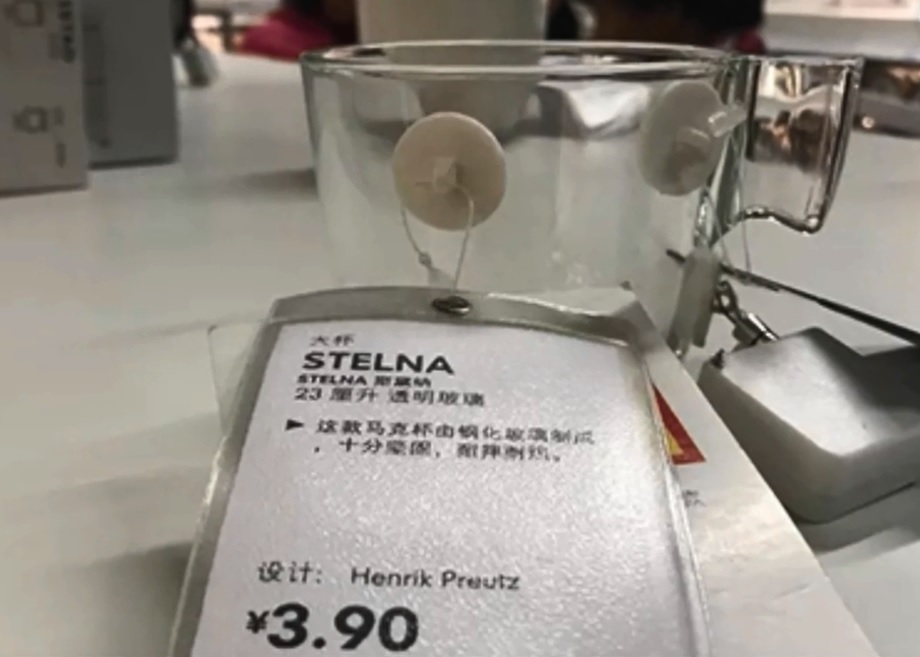 大杯
STELNA
STELNA 斯黛纳
23 厘升 透明玻璃
► 这款马克杯由钢化玻璃制成
，十分坚固，耐摔耐热。
设计： Henrik Preutz
¥3.90